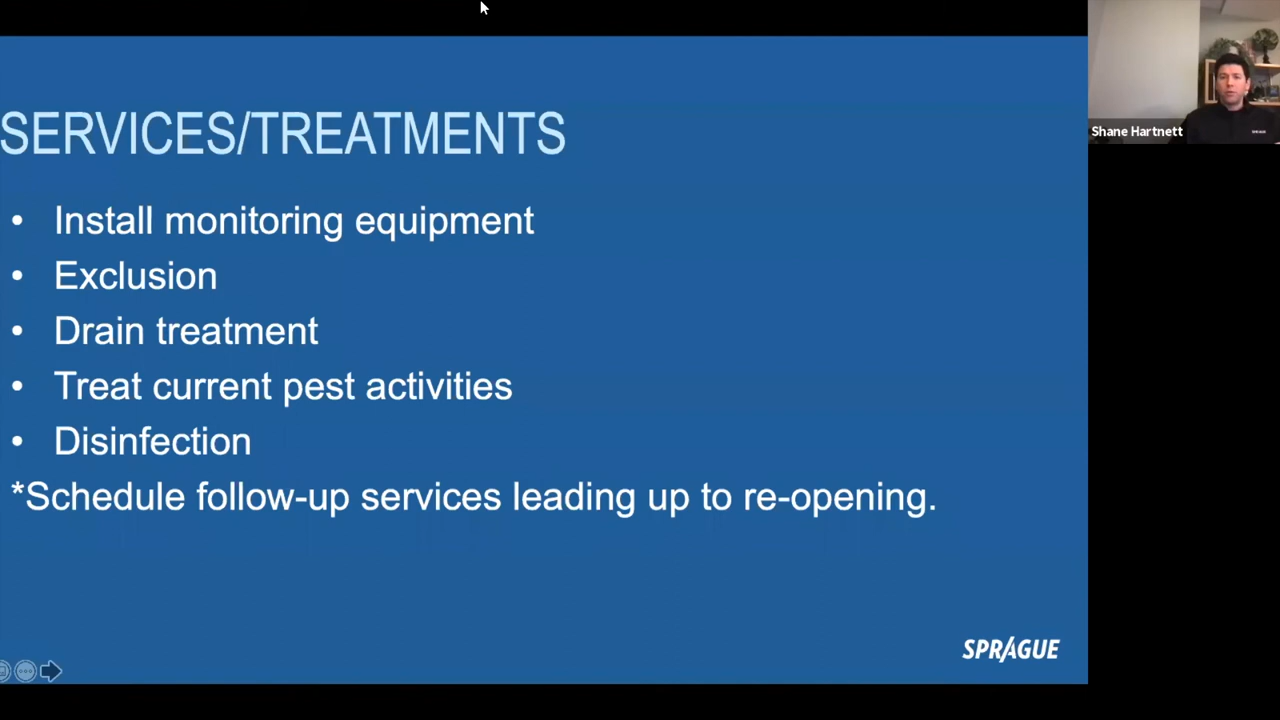 SERVICES/TREATMENTS
• Install monitoring equipment
• Exclusion
• Drain treatment
• Treat current pest activities
• Disinfection
*Schedule follow-up services leading up to re-opening.
SPRAGUE
Shane Hartnett